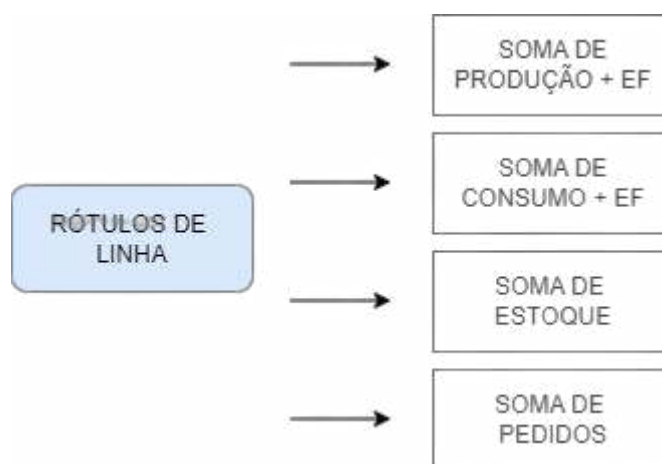 SOMA DE
PRODUÇÃO + EF
SOMA DE
CONSUMO + EF
RÓTULOS DE
LINHA
SOMA DE
ESTOQUE
SOMA DE
PEDIDOS